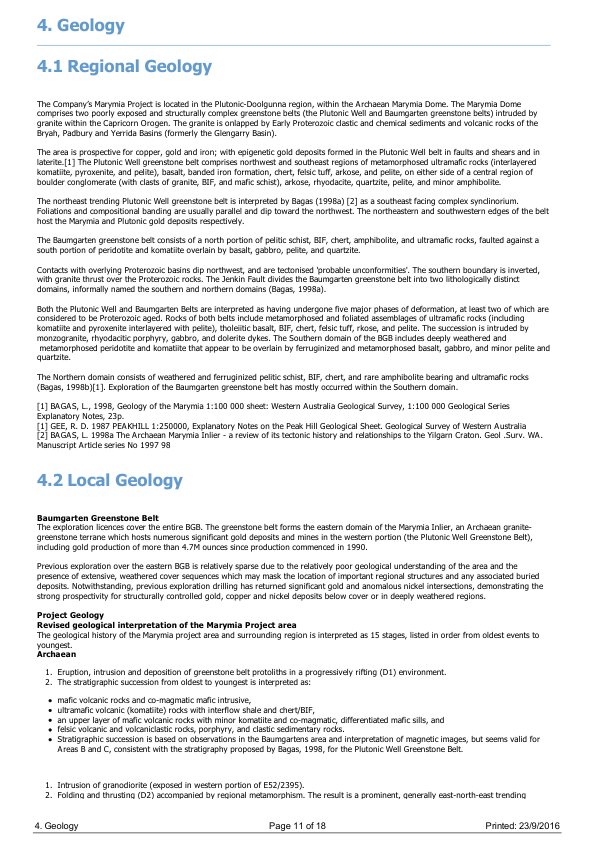 4. Geology
4.1 Regional Geology
The Company's Marymia Project is located in the Plutonic-Doolgunna region, within the Archaean Marymia Dome. The Marymia Dome
comprises two poorly exposed and structurally complex greenstone belts (the Plutonic Well and Baumgarten greenstone belts) intruded by
granite within the Capricorn Orogen. The granite is onlapped by Early Proterozoic clastic and chemical sediments and volcanic rocks of the
Bryah, Padbury and Yerrida Basins (formerly the Glengarry Basin).
The area is prospective for copper, gold and iron; with epigenetic gold deposits formed in the Plutonic Well belt in faults and shears and in
laterite.[1] The Plutonic Well greenstone belt comprises northwest and southeast regions of metamorphosed ultramafic rocks (interlayered
komatiite, pyroxenite, and pelite), basalt, banded iron formation, chert, felsic tuff, arkose, and pelite, on either side of a central region of
boulder conglomerate (with clasts of granite, BIF, and mafic schist), arkose, rhyodacite, quartzite, pelite, and minor amphibolite.
The northeast trending Plutonic Well greenstone belt is interpreted by Bagas (1998a) [2] as a southeast facing complex synclinorium.
Foliations and compositional banding are usually parallel and dip toward the northwest. The northeastern and southwestern edges of the belt
host the Marymia and Plutonic gold deposits respectively.
The Baumgarten greenstone belt consists of a north portion of pelitic schist, BIF, chert, amphibolite, and ultramafic rocks, faulted against a
south portion of peridotite and komatiite overlain by basalt, gabbro, pelite, and quartzite.
Contacts with overlying Proterozoic basins dip northwest, and are tectonised 'probable unconformities'. The southern boundary is inverted,
with granite thrust over the Proterozoic rocks. The Jenkin Fault divides the Baumgarten greenstone belt into two lithologically distinct
domains, informally named the southern and northern domains (Bagas, 1998a).
Both the Plutonic Well and Baumgarten Belts are interpreted as having undergone five major phases of deformation, at least two of which are
considered to be Proterozoic aged. Rocks of both belts include metamorphosed and foliated assemblages of ultramafic rocks (including
komatiite and pyroxenite interlayered with pelite), tholeiitic basalt, BIF, chert, felsic tuff, rkose, and pelite. The succession is intruded by
monzogranite, rhyodacitic porphyry, gabbro, and dolerite dykes. The Southern domain of the BGB includes deeply weathered and
metamorphosed peridotite and komatiite that appear to be overlain by ferruginized and metamorphosed basalt, gabbro, and minor pelite and
quartzite.
The Northern domain consists of weathered and ferruginized pelitic schist, BIF, chert, and rare amphibolite bearing and ultramafic rocks
(Bagas, 1998b)[1]. Exploration of the Baumgarten greenstone belt has mostly occurred within the Southern domain.
[1] BAGAS, L., 1998, Geology of the Marymia 1:100 000 sheet: Western Australia Geological Survey, 1:100 000 Geological Series
Explanatory Notes, 23p.
[1] GEE, R. D. 1987 PEAKHILL 1:250000, Explanatory Notes on the Peak Hill Geological Sheet. Geological Survey of Western Australia
[2] BAGAS, L. 1998a The Archaean Marymia Inlier - a review of its tectonic history and relationships to the Yilgarn Craton. Geol .Surv. WA.
Manuscript Article series No 1997 98
4.2 Local Geology
Baumgarten Greenstone Belt
The exploration licences cover the entire BGB. The greenstone belt forms the eastern domain of the Marymia Inlier, an Archaean granite-
greenstone terrane which hosts numerous significant gold deposits and mines in the western portion (the Plutonic Well Greenstone Belt),
including gold production of more than 4.7M ounces since production commenced in 1990.
Previous exploration over the eastern BGB is relatively sparse due to the relatively poor geological understanding of the area and the
presence of extensive, weathered cover sequences which may mask the location of important regional structures and any associated buried
deposits. Notwithstanding, previous exploration drilling has returned significant gold and anomalous nickel intersections, demonstrating the
strong prospectivity for structurally controlled gold, copper and nickel deposits below cover or in deeply weathered regions.
Project Geology
Revised geological interpretation of the Marymia Project area
The geological history of the Marymia project area and surrounding region is interpreted as 15 stages, listed in order from oldest events to
youngest.
Archaean
1. Eruption, intrusion and deposition of greenstone belt protoliths in a progressively rifting (D1) environment.
2. The stratigraphic succession from oldest to youngest is interpreted as:
• mafic volcanic rocks and co-magmatic mafic intrusive,
• ultramafic volcanic (komatiite) rocks with interflow shale and chert/BIF,
• an upper layer of mafic volcanic rocks with minor komatiite and co-magmatic, differentiated mafic sills, and
• felsic volcanic and volcaniclastic rocks, porphyry, and clastic sedimentary rocks.
• Stratigraphic succession is based on observations in the Baumgartens area and interpretation of magnetic images, but seems valid for
Areas B and C, consistent with the stratigraphy proposed by Bagas, 1998, for the Plutonic Well Greenstone Belt.
1. Intrusion of granodiorite (exposed in western portion of E52/2395).
2. Folding and thrusting (D2) accompanied by regional metamorphism. The result is a prominent, generally east-north-east trending
4. Geology Page 11 of 18 Printed: 23/9/2016